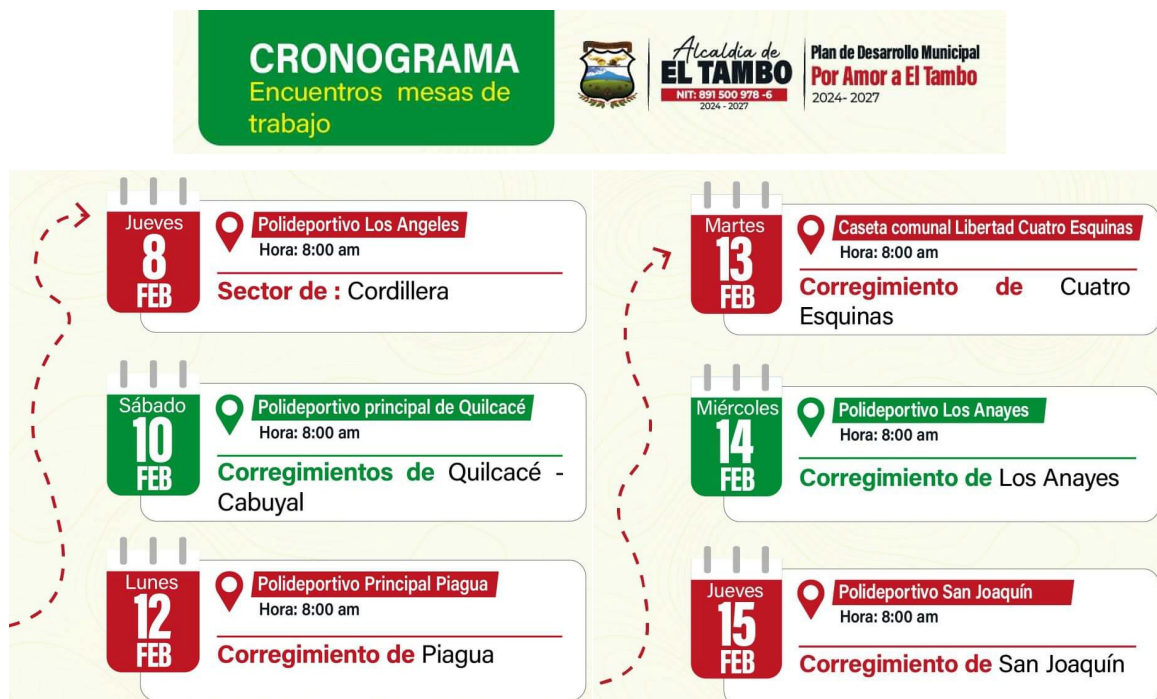 CRONOGRAMA
Encuentros mesas de
trabajo
Alcaldía de
EL TAMBO
NIT: 891 500 978 -6
2024 - 2027
Plan de Desarrollo Municipal
Por Amor a El Tambo
2024- 2027
Jueves
8
FEB
Polideportivo Los Angeles
Hora: 8:00 am
Sector de : Cordillera
Sábado
10
FEB
Polideportivo principal de Quilcacé
Hora: 8:00 am
Corregimientos de Quilcacé -
Cabuyal
Lunes
12
FEB
Polideportivo Principal Piagua
Hora: 8:00 am
Corregimiento de Piagua
Martes
13
FEB
Caseta comunal Libertad Cuatro Esquinas
Hora: 8:00 am
Corregimiento de Cuatro
Esquinas
Miércoles
14
FEB
Polideportivo Los Anayes
Hora: 8:00 am
Corregimiento de Los Anayes
Jueves
15
FEB
Polideportivo San Joaquín
Hora: 8:00 am
Corregimiento de San Joaquín